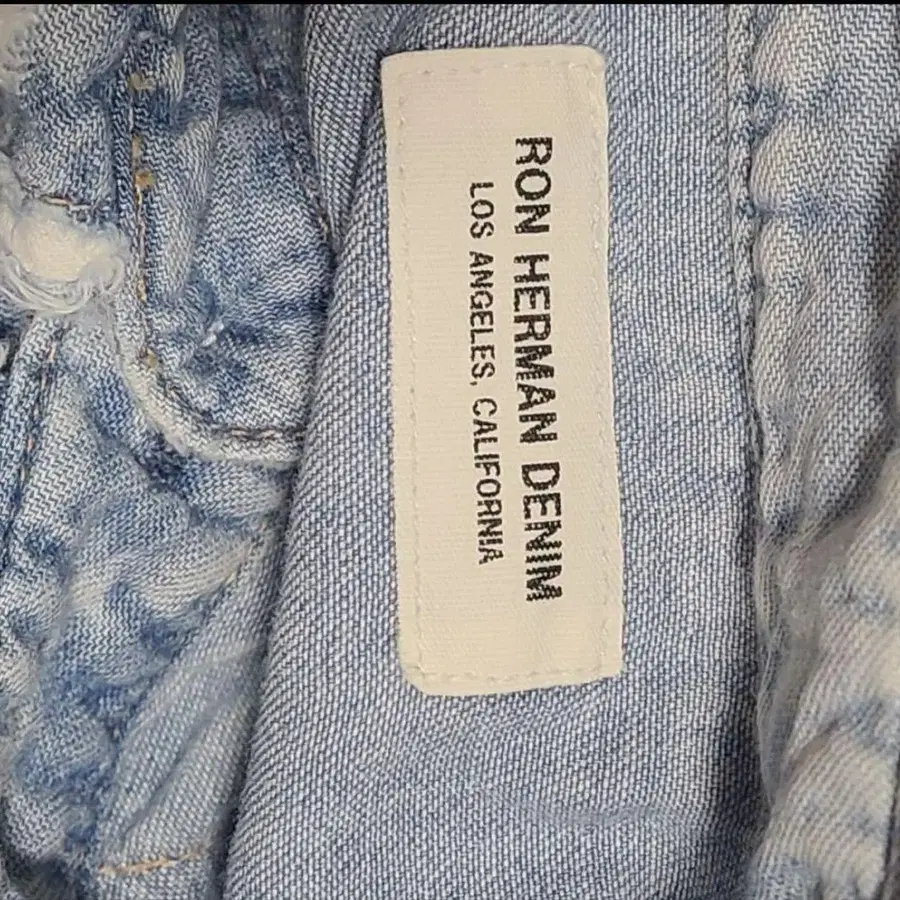 RON HERMAN DENIM
LOS ANGELES, CALIFORNIA